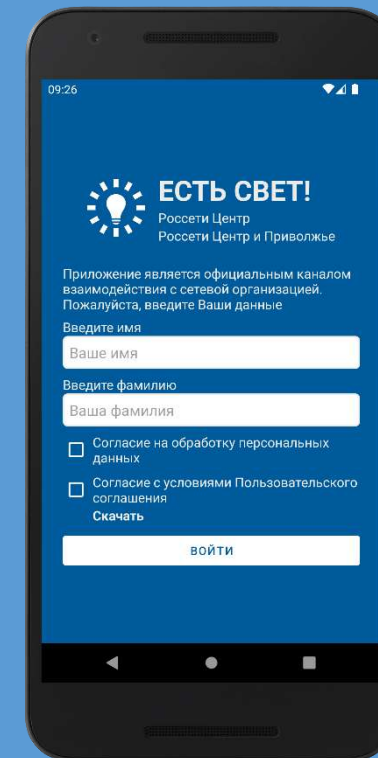 09:26
ЕСТЬ СВЕТ!
Россети Центр
Россети Центр и Приволжье
Приложение является официальным каналом
взаимодействия с сетевой организацией.
Пожалуйста, введите Ваши данные
Введите имя
Ваше имя
Введите фамилию
Ваша фамилия
Согласие на обработку персональных
данных
Согласие с условиями Пользовательского
соглашения
Скачать
ВОЙТИ